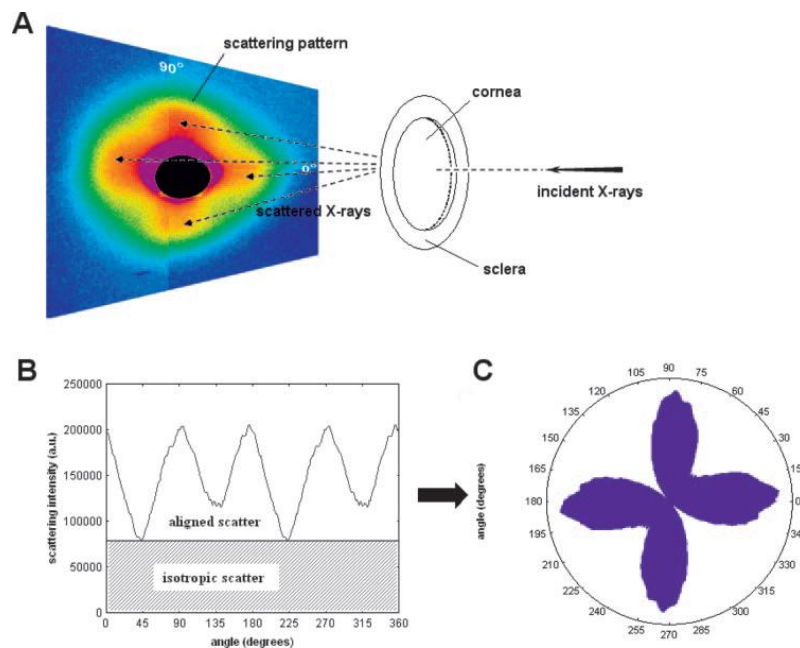 A
scattering pattern
90°
0°
cornea
scattered X-rays
incident X-rays
sclera
B
250000
200000
150000
100000
50000
0
scattering intensity (a.u.)
aligned scatter
isotropic scatter
0 45 90 135 180 225 270 315 360
angle (degrees)
C
angle (degrees)
90
105 75
120 60
135 45
150 30
165 15
180 0
195 34
210 330
225 315
240 300
255 285
270